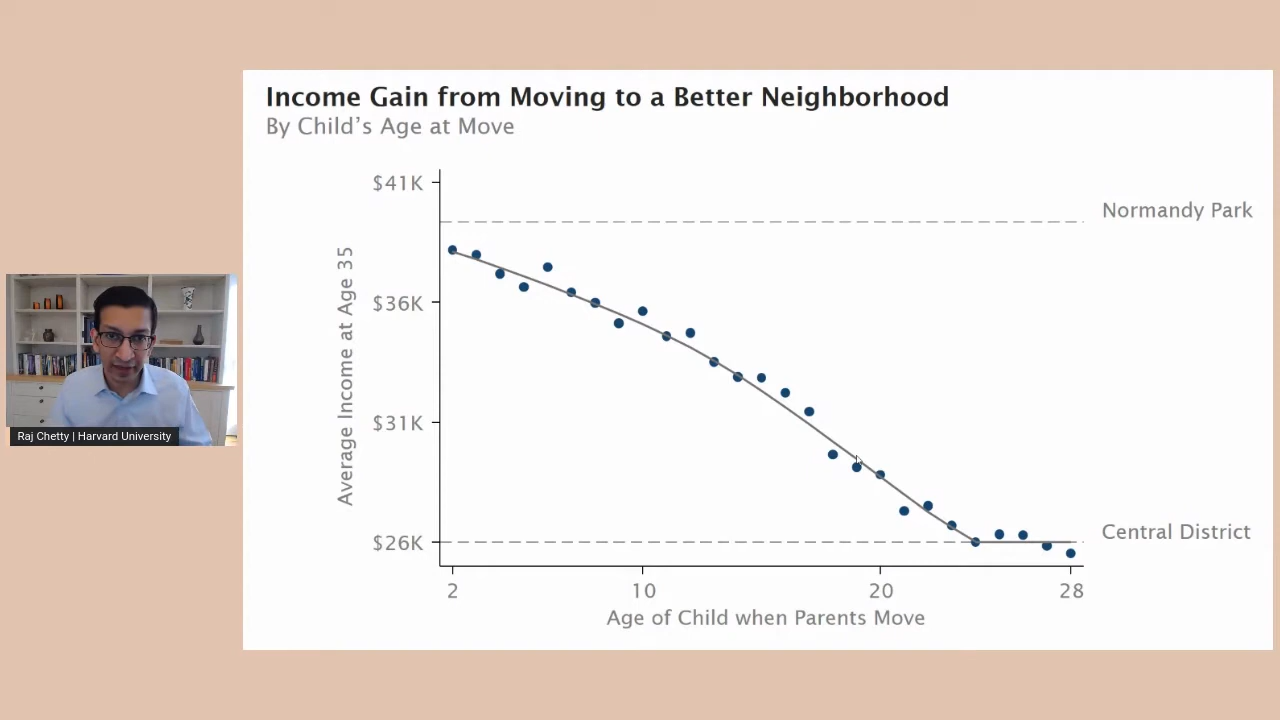 Income Gain from Moving to a Better Neighborhood
By Child’s Age at Move
$41K
Normandy Park
Average Income at Age 35
$36K
$31K
Raj Chetty | Harvard University
Central District
$26K
2
10
20
28
Age of Child when Parents Move